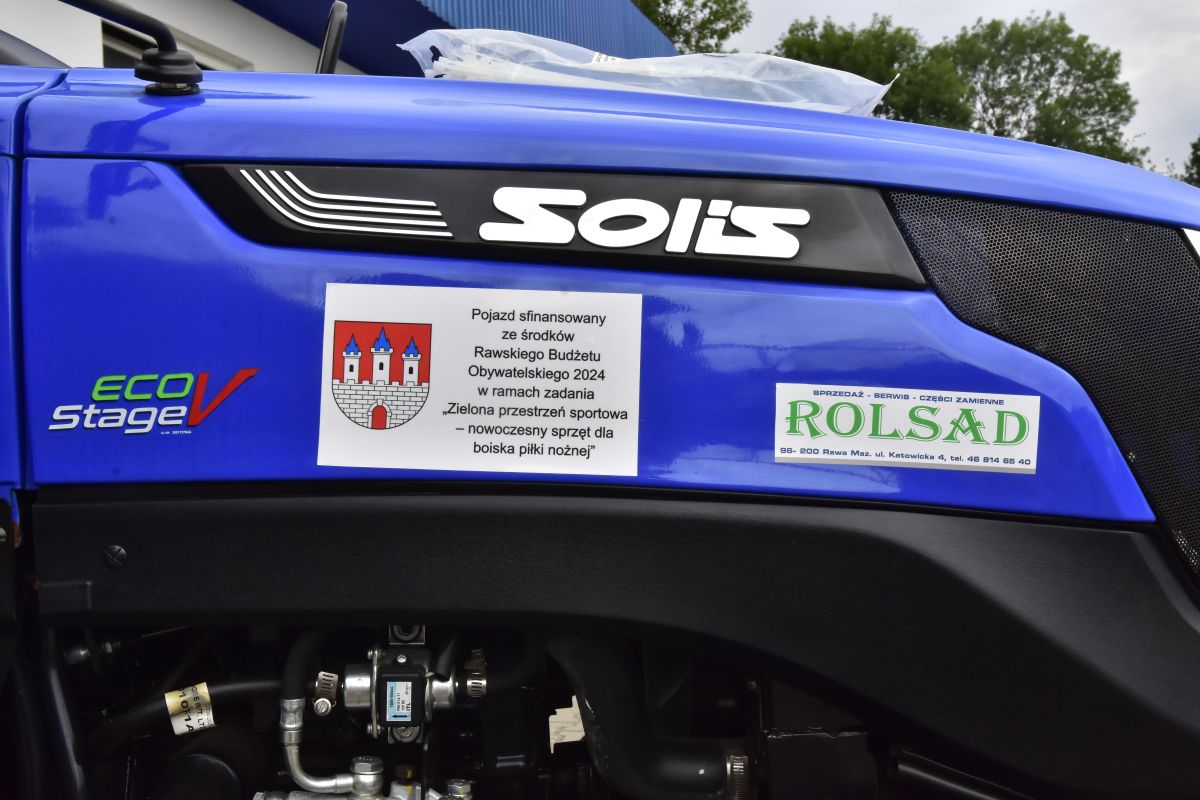 Solis
Pojazd sfinansowany
ze środków
Rawskiego Budżetu
Obywatelskiego 2024
w ramach zadania
„Zielona przestrzeń sportowa
– nowoczesny sprzęt dla
boiska piłki nożnej”
ECO
Stage V
SPRZEDAŻ - SERWIS - CZĘŚCI ZAMIENNE
ROLSAD
96- 200 Rawa Maz. ul. Katowicka 4, tel. 46 814 65 40